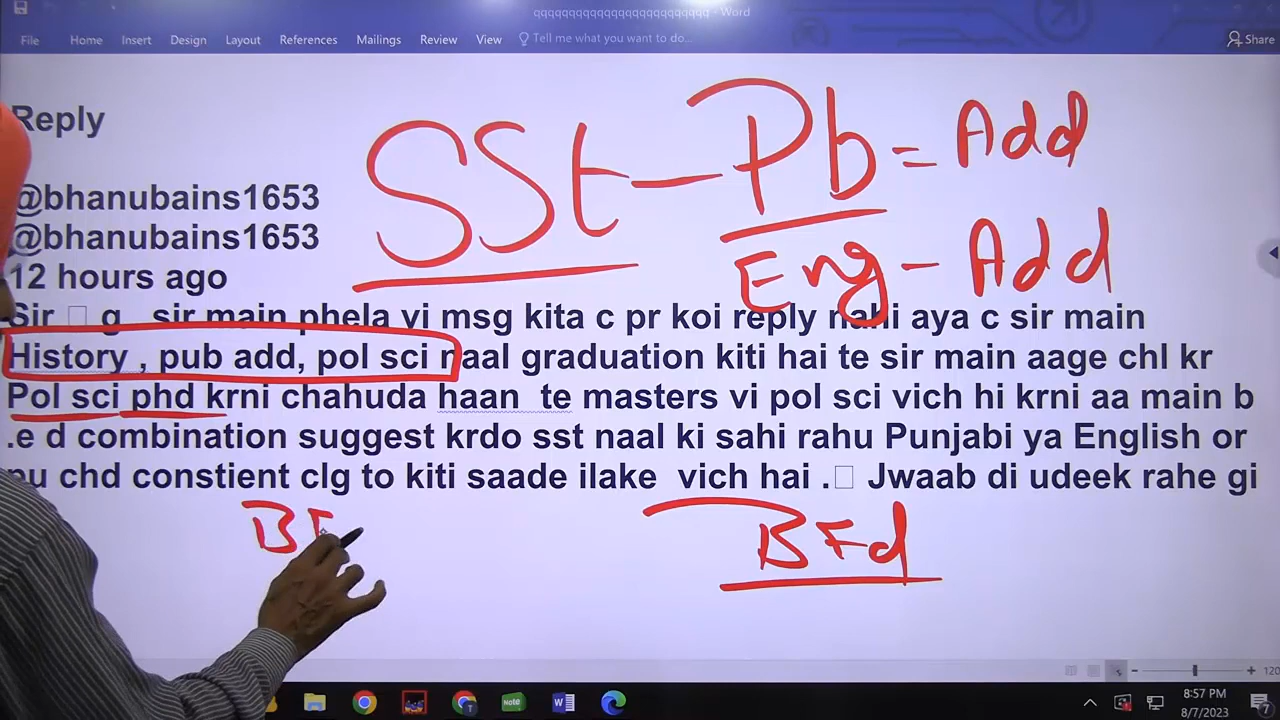 qqqqqqqqqqqqqqqqqqqqqqqqq - Word
File Home Insert Design Layout References Mailings Review View Tell me what you want to do... Share
SSt - Pb = Add
Eng - Add
Reply
@bhanubains1653
@bhanubains1653
12 hours ago
Sir g , sir main phela vi msg kita c pr koi reply nahi aya c sir main
History , pub add, pol sci naal graduation kiti hai te sir main aage chl kr
Pol sci phd krni chahuda haan te masters vi pol sci vich hi krni aa main b
.e d combination suggest krdo sst naal ki sahi rahu Punjabi ya English or
pu chd constient clg to kiti saade ilake vich hai . Jwaab di udeek rahe gi
B BEd
120
note
8:57 PM
8/7/2023
7